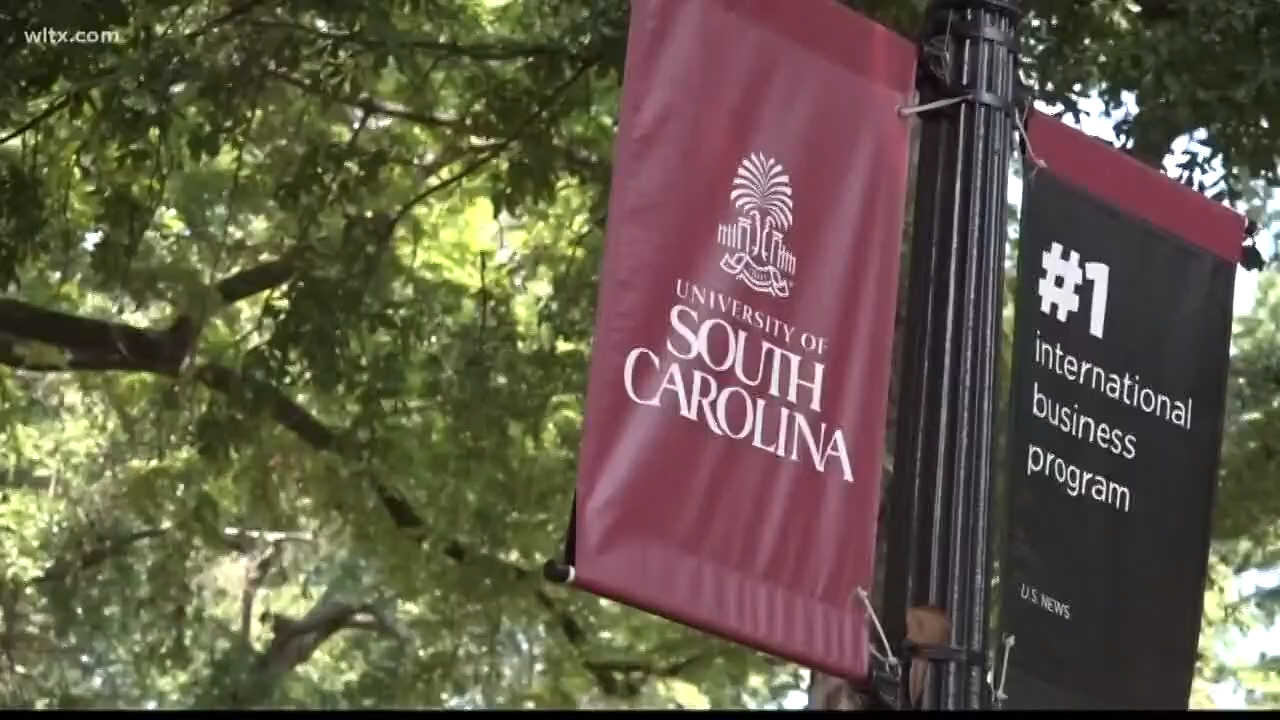 wltx.com
UNIVERSITY OF
SOUTH
CAROLINA
#1
international
business
program
U.S. NEWS